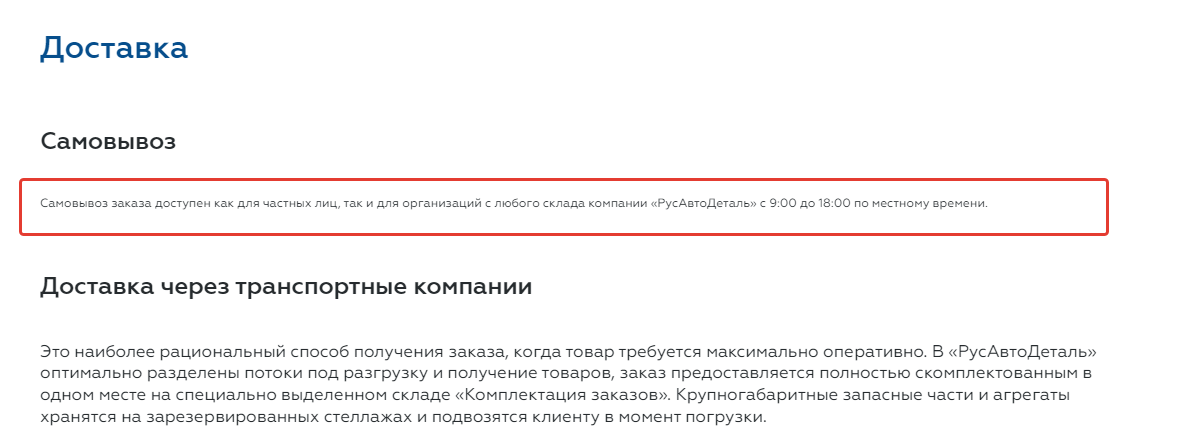 Доставка
Самовывоз
Самовывоз заказа доступен как для частных лиц, так и для организаций с любого склада компании «РусАвтоДеталь» с 9:00 до 18:00 по местному времени.
Доставка через транспортные компании
Это наиболее рациональный способ получения заказа, когда товар требуется максимально оперативно. В «РусАвтоДеталь»
оптимально разделены потоки под разгрузку и получение товаров, заказ предоставляется полностью скомплектованным в
одном месте на специально выделенном складе «Комплектация заказов». Крупногабаритные запасные части и агрегаты
хранятся на зарезервированных стеллажах и подвозятся клиенту в момент погрузки.